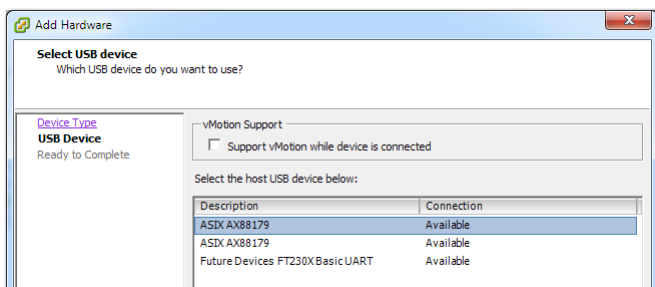 Add Hardware
Select USB device
Which USB device do you want to use?
Device Type
USB Device
Ready to Complete
vMotion Support
Support vMotion while device is connected
Select the host USB device below:
Description Connection
ASIX AX88179 Available
ASIX AX88179 Available
Future Devices FT230X Basic UART Available